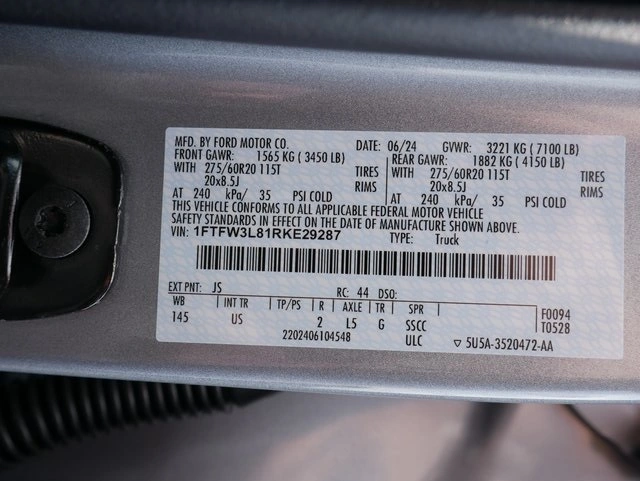 MFD. BY FORD MOTOR CO. DATE: 06/24 GVWR: 3221 KG ( 7100 LB)
FRONT GAWR: 1565 KG ( 3450 LB) REAR GAWR: 1882 KG ( 4150 LB)
WITH 275/60R20 115T TIRES WITH 275/60R20 115T TIRES
20x8.5J RIMS 20x8.5J RIMS
AT 240 kPa/ 35 PSI COLD AT 240 kPa/ 35 PSI COLD
THIS VEHICLE CONFORMS TO ALL APPLICABLE FEDERAL MOTOR VEHICLE
SAFETY STANDARDS IN EFFECT ON THE DATE OF MANUFACTURE SHOWN ABOVE.
VIN: 1FTFW3L81RKE29287 TYPE: Truck
EXT PNT: JS RC: 44 DSO:
WB INT TR TP/PS R AXLE TR SPR
145 US 2 L5 G SSCC
2202406104548 ULC
F0094
T0528
▽ 5U5A-3520472-AA